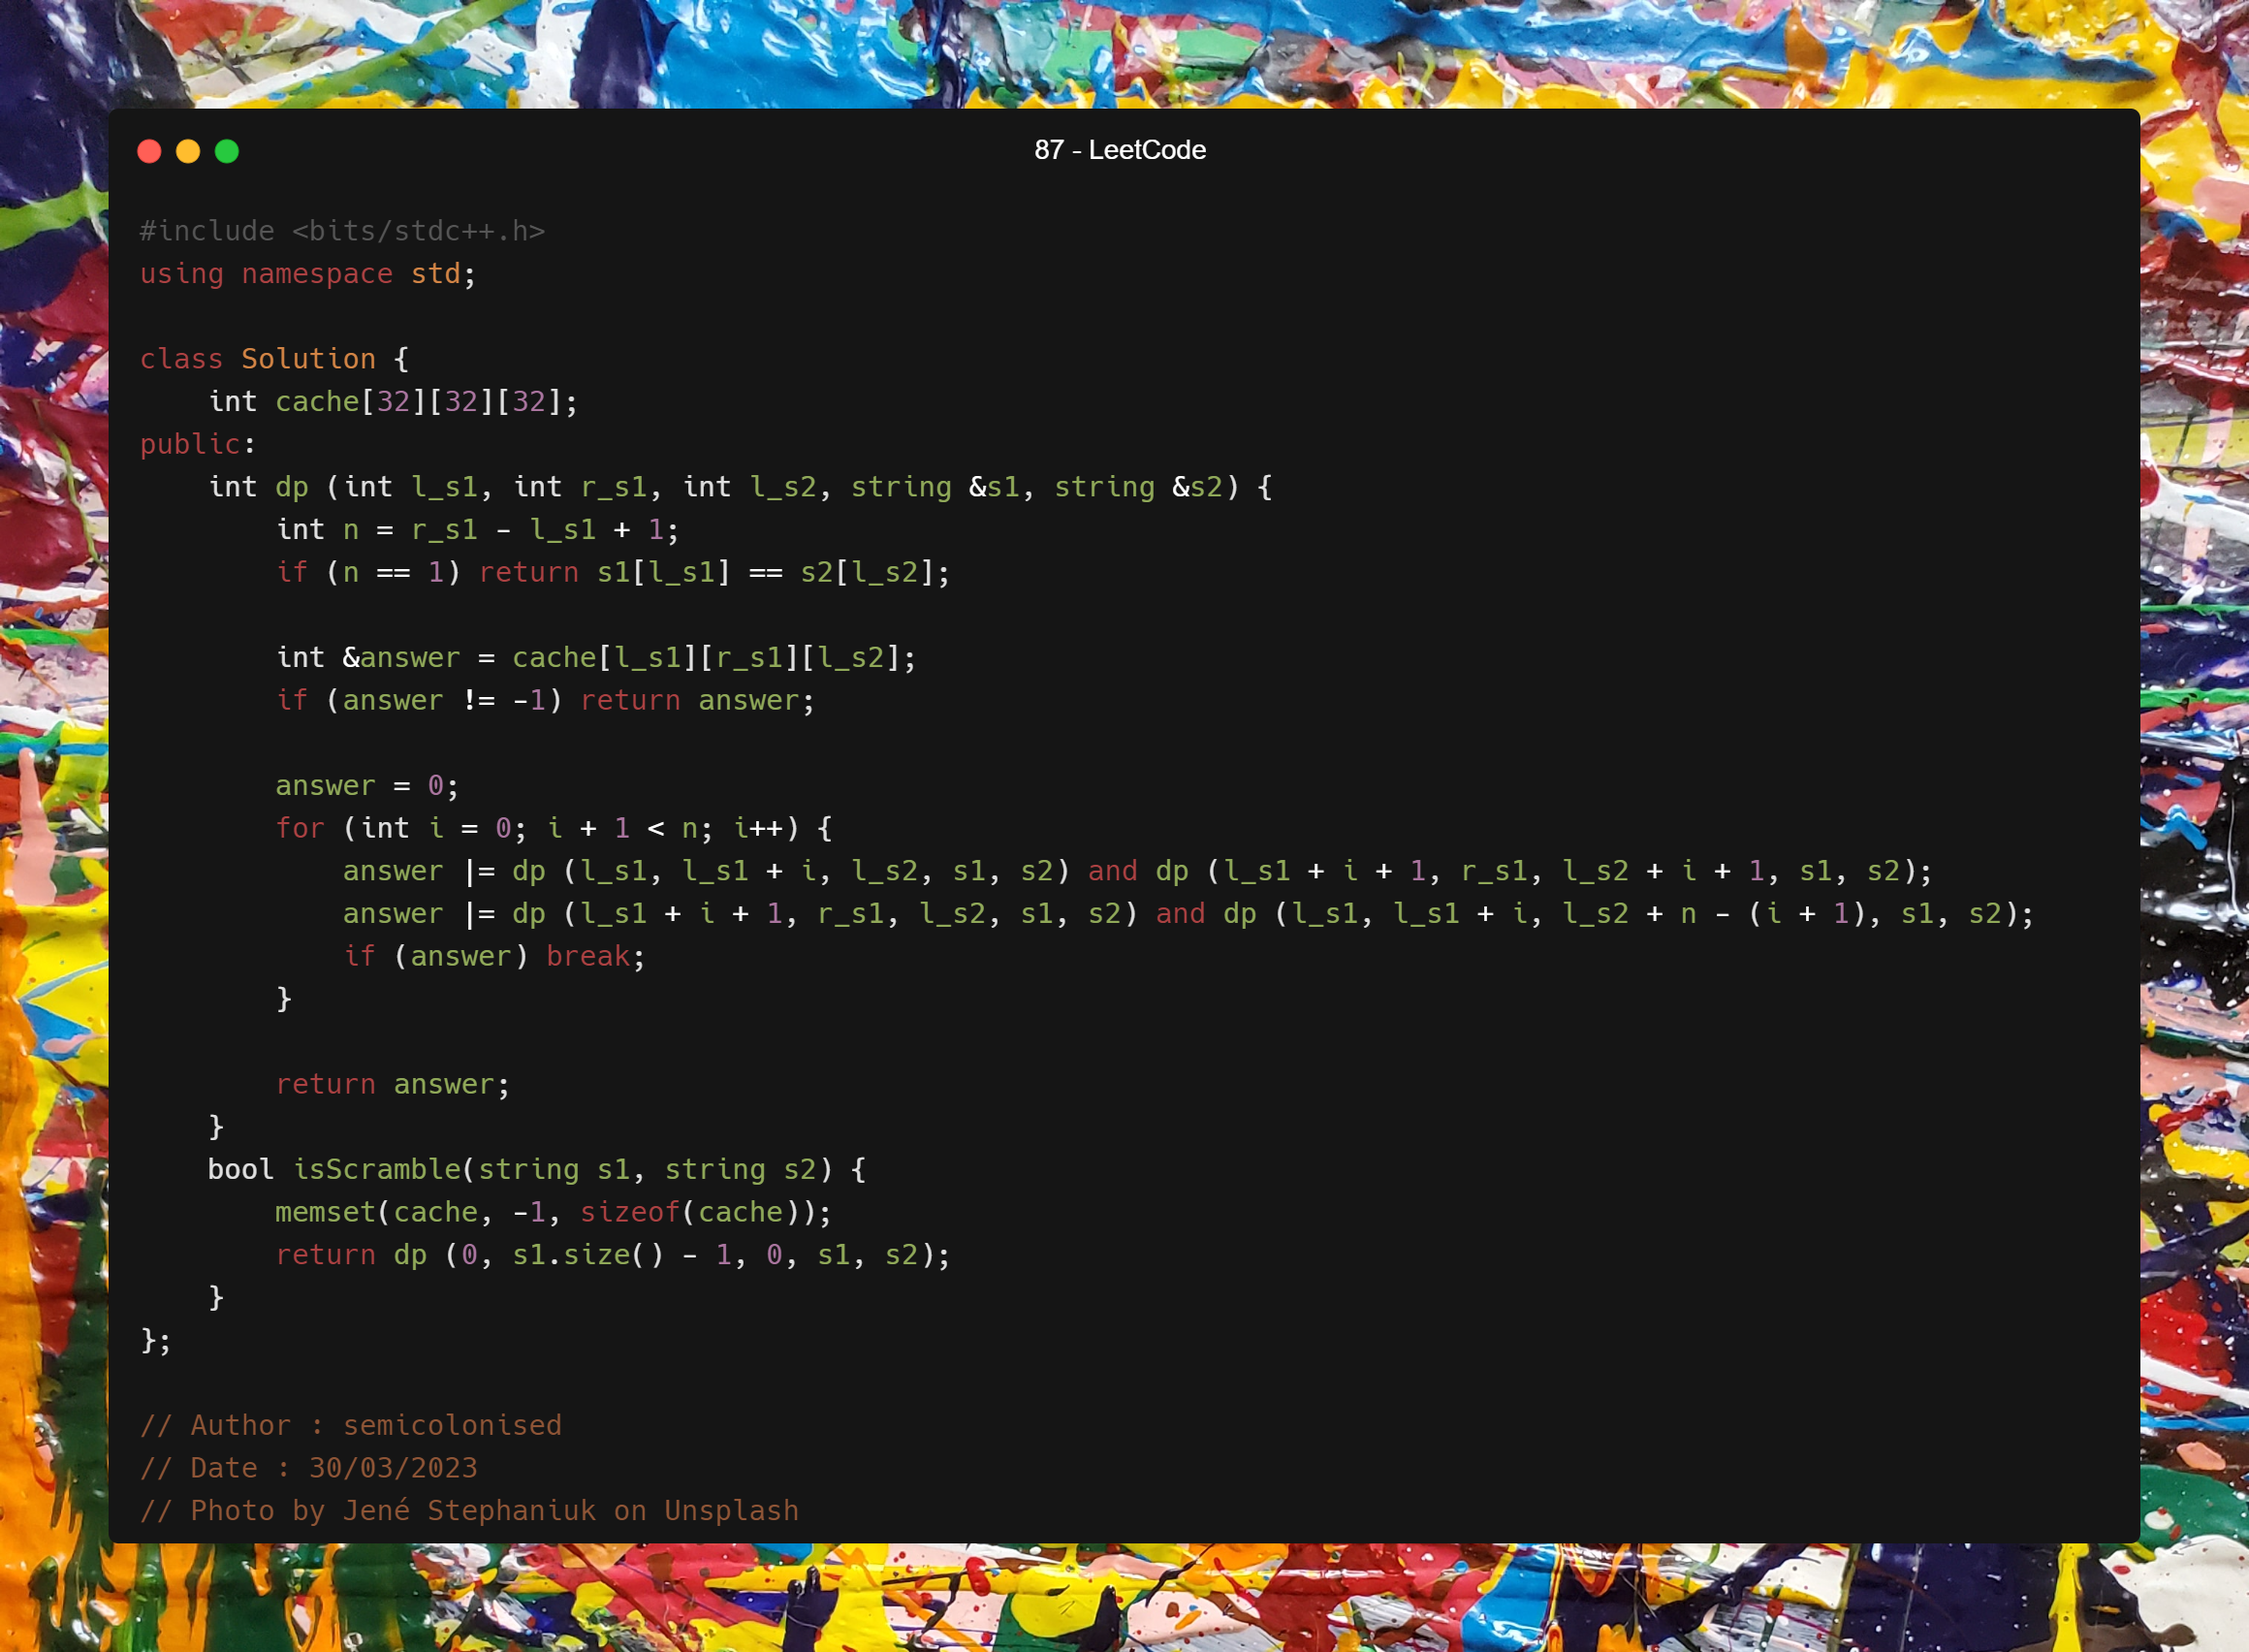 87 - LeetCode
#include <bits/stdc++.h>
using namespace std;
class Solution {
    int cache[32][32][32];
public:
    int dp (int l_s1, int r_s1, int l_s2, string &s1, string &s2) {
        int n = r_s1 - l_s1 + 1;
        if (n == 1) return s1[l_s1] == s2[l_s2];
        int &answer = cache[l_s1][r_s1][l_s2];
        if (answer != -1) return answer;
        answer = 0;
        for (int i = 0; i + 1 < n; i++) {
            answer |= dp (l_s1, l_s1 + i, l_s2, s1, s2) and dp (l_s1 + i + 1, r_s1, l_s2 + i + 1, s1, s2);
            answer |= dp (l_s1 + i + 1, r_s1, l_s2, s1, s2) and dp (l_s1, l_s1 + i, l_s2 + n - (i + 1), s1, s2);
            if (answer) break;
        }
        return answer;
    }
    bool isScramble(string s1, string s2) {
        memset(cache, -1, sizeof(cache));
        return dp (0, s1.size() - 1, 0, s1, s2);
    }
};
// Author : semicolonised
// Date : 30/03/2023
// Photo by Jené Stephaniuk on Unsplash